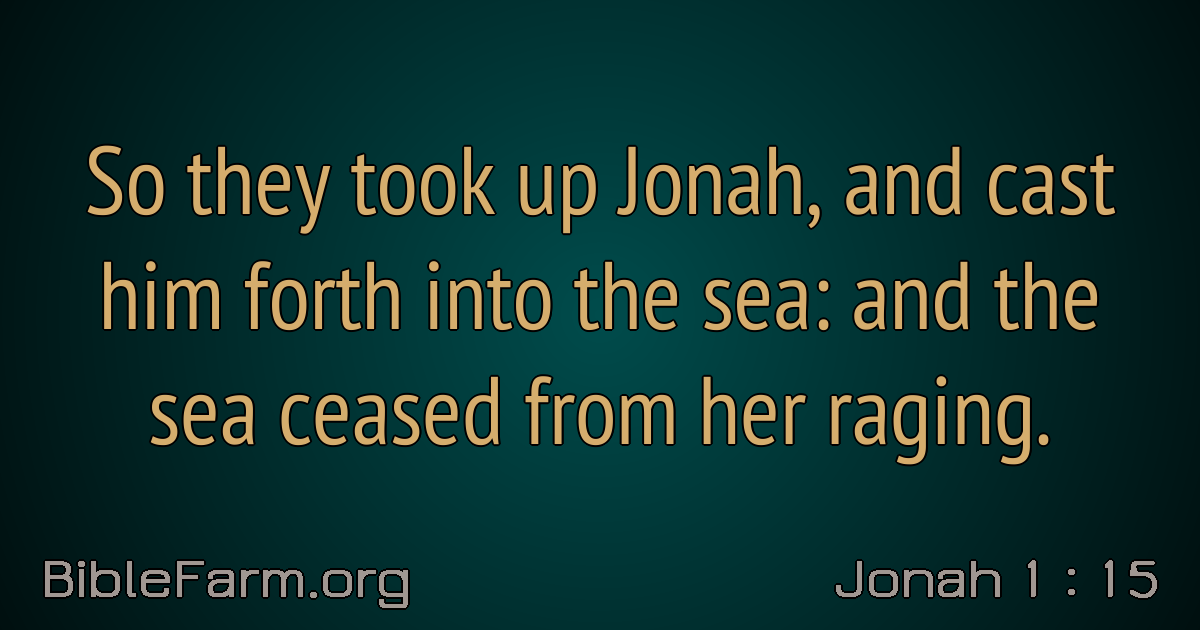 So they took up Jonah, and cast
him forth into the sea: and the
sea ceased from her raging.
BibleFarm.org
Jonah 1 : 15